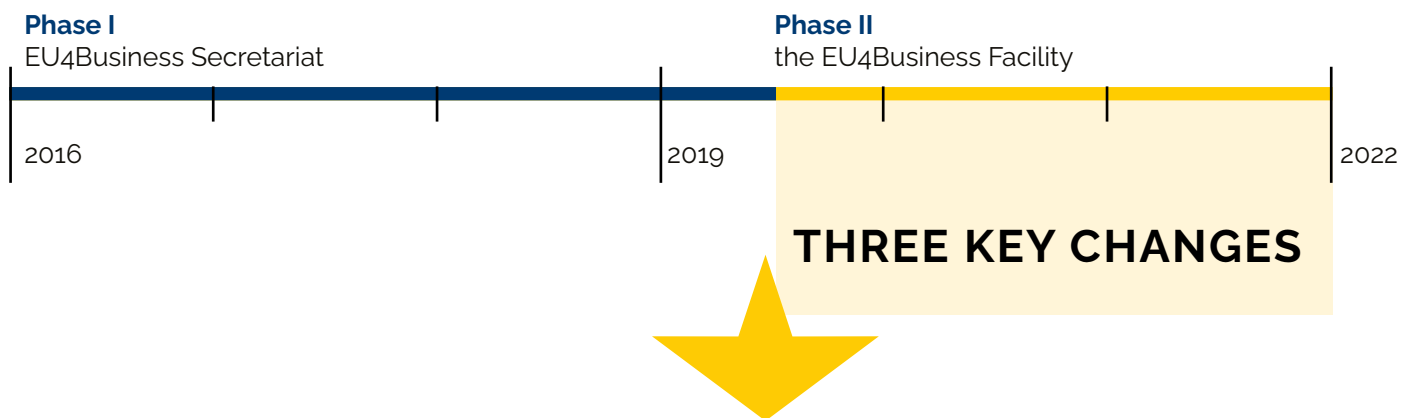 Phase I
EU4Business Secretariat
Phase II
the EU4Business Facility
2016
2019
2022
THREE KEY CHANGES